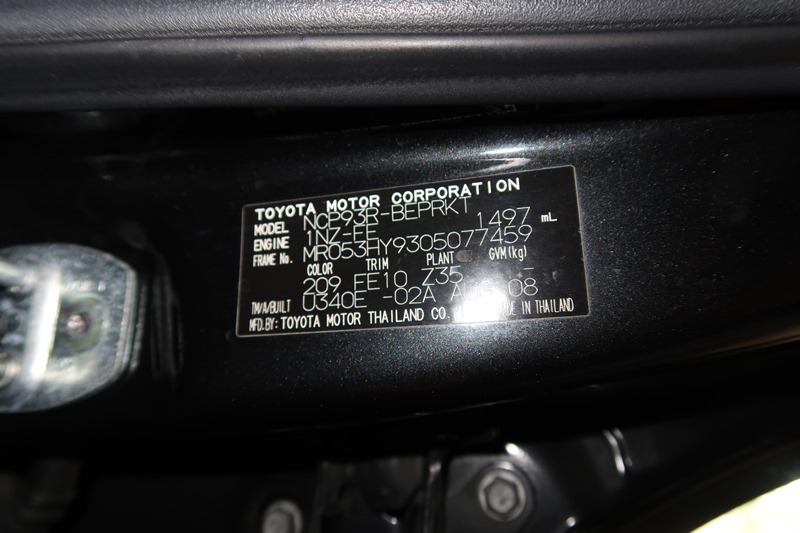 TOYOTA MOTOR CORPORATION
MODEL NCP93R-BEPRKT
ENGINE 1NZ-FE 1497 mL
FRAME No. MR053HY9305077459
COLOR TRIM PLANT GVM(kg)
209 FE10 Z35 -
TM/A/BUILT U340E -02A AUG 08
MFD.BY: TOYOTA MOTOR THAILAND CO. MADE IN THAILAND